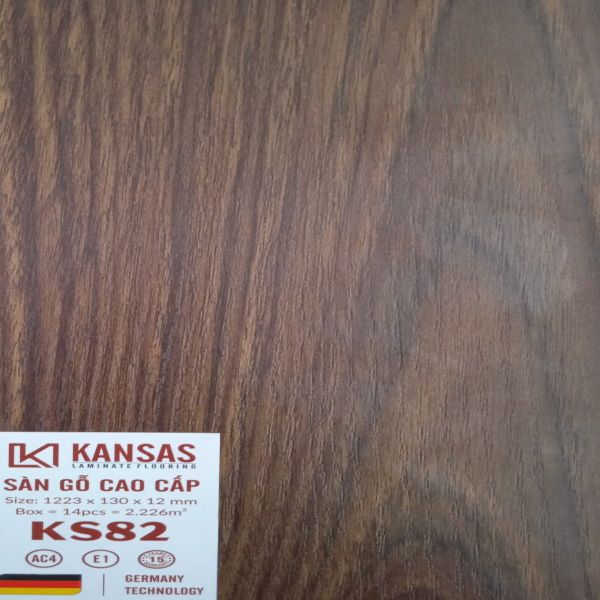 KANSAS
LAMINATE FLOORING
SÀN GỖ CAO CẤP
Size: 1223 x 130 x 12 mm
Box = 14pcs = 2.226m²
KS82
AC4 E1 15
GERMANY
TECHNOLOGY